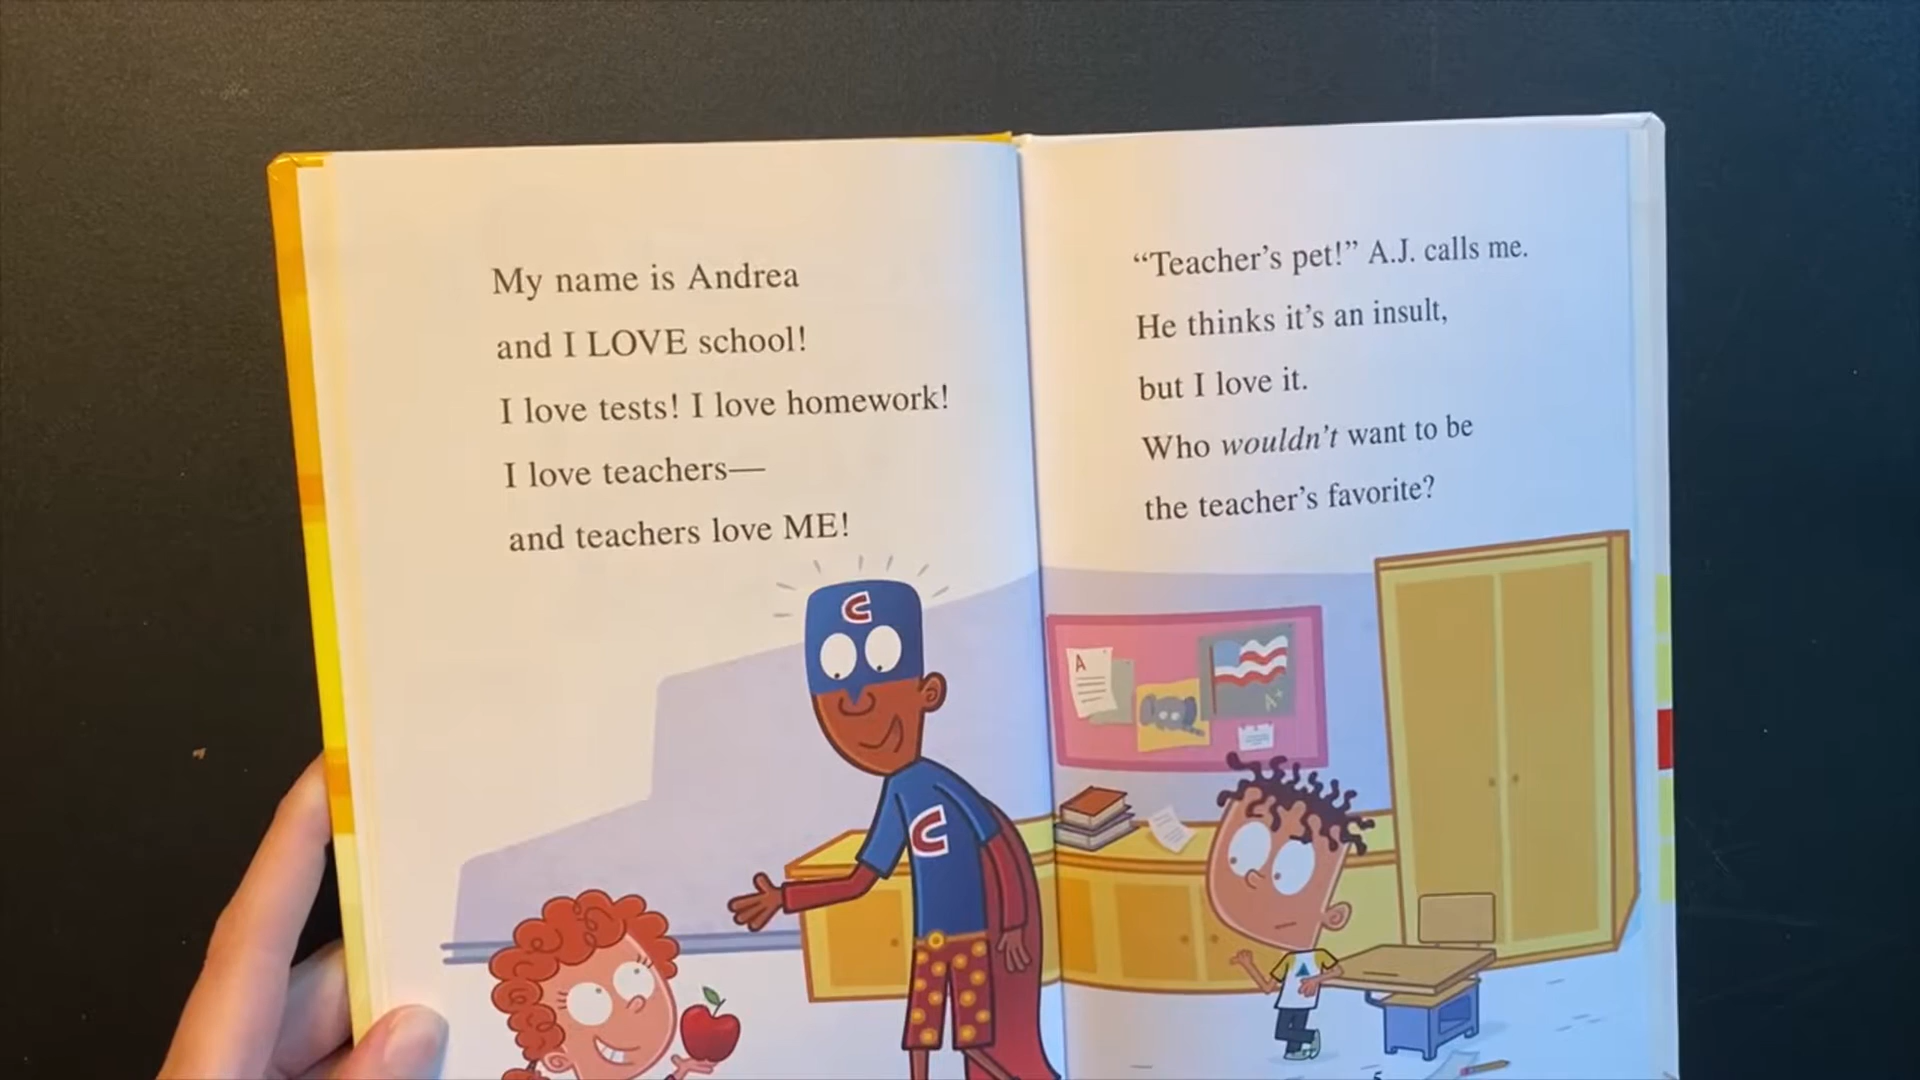 My name is Andrea
and I LOVE school!
I love tests! I love homework!
I love teachers—
and teachers love ME!
C
C
“Teacher’s pet!” A.J. calls me.
He thinks it’s an insult,
but I love it.
Who wouldn’t want to be
the teacher’s favorite?
A
A+
5